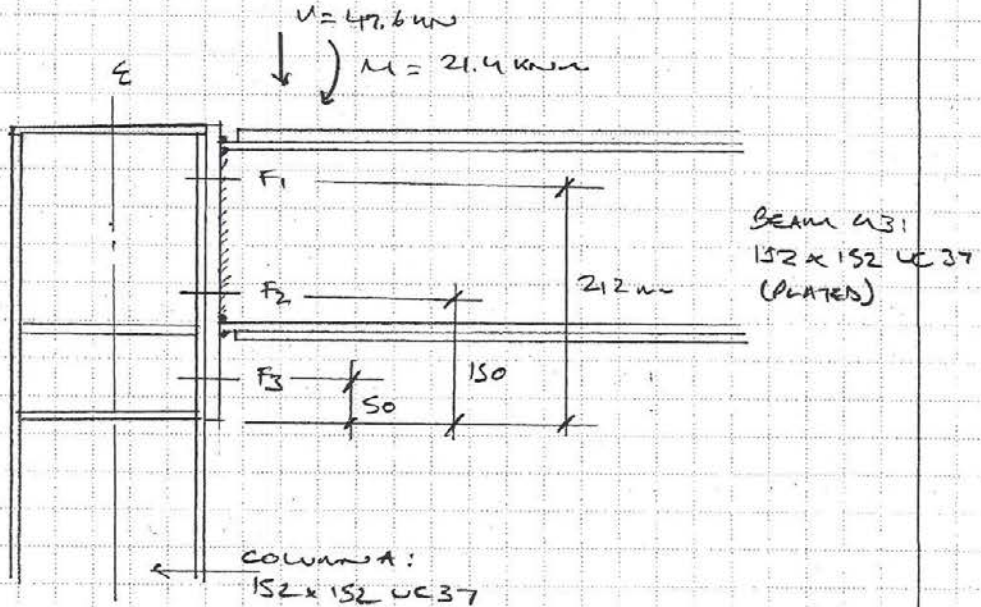 V = 47.6 kN
M = 21.4 kNm
℄
F1
BEAM 43:
152 x 152 UC 37
(PLATED)
212 mm
F2
150
F3
50
COLUMN A:
152 x 152 UC 37